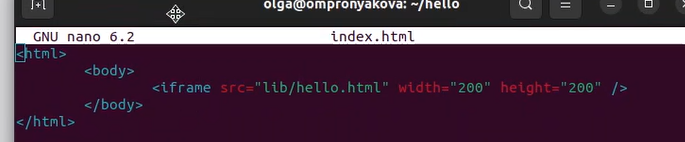 olga@ompronyakova: ~/hello
GNU nano 6.2 index.html
<html>
<body>
<iframe src="lib/hello.html" width="200" height="200" />
</body>
</html>